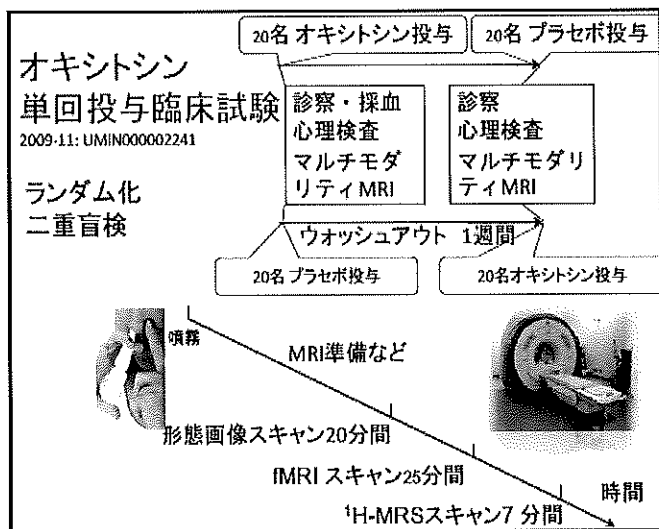 20名 オキシトシン投与
20名 プラセボ投与
オキシトシン
単回投与臨床試験
2009-11: UMIN000002241
ランダム化
二重盲検
診察・採血
心理検査
マルチモダ
リティMRI
診察
心理検査
マルチモダリ
ティMRI
ウォッシュアウト 1週間
20名 プラセボ投与
20名オキシトシン投与
噴霧
MRI準備など
形態画像スキャン20分間
fMRI スキャン25分間
¹H-MRSスキャン7 分間
時間